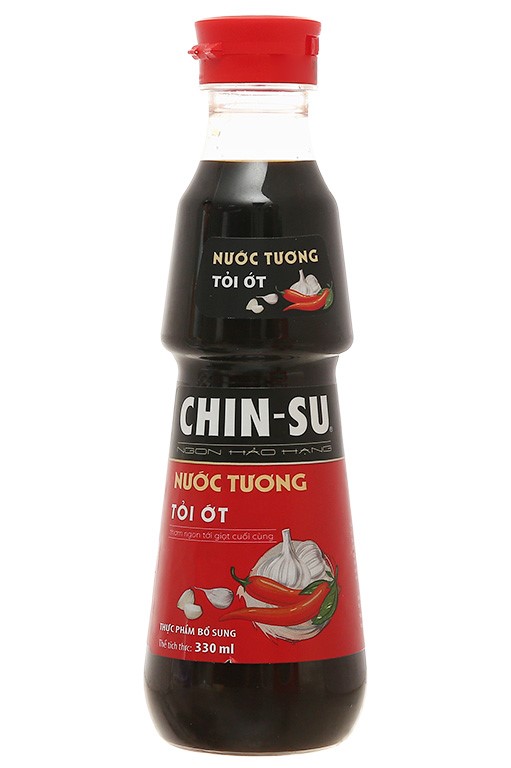 NƯỚC TƯƠNG
TỎI ỚT
CHIN-SU
NGON HẢO HẠNG
NƯỚC TƯƠNG
TỎI ỚT
thơm ngon tới giọt cuối cùng
THỰC PHẨM BỔ SUNG
Thể tích thực: 330 ml